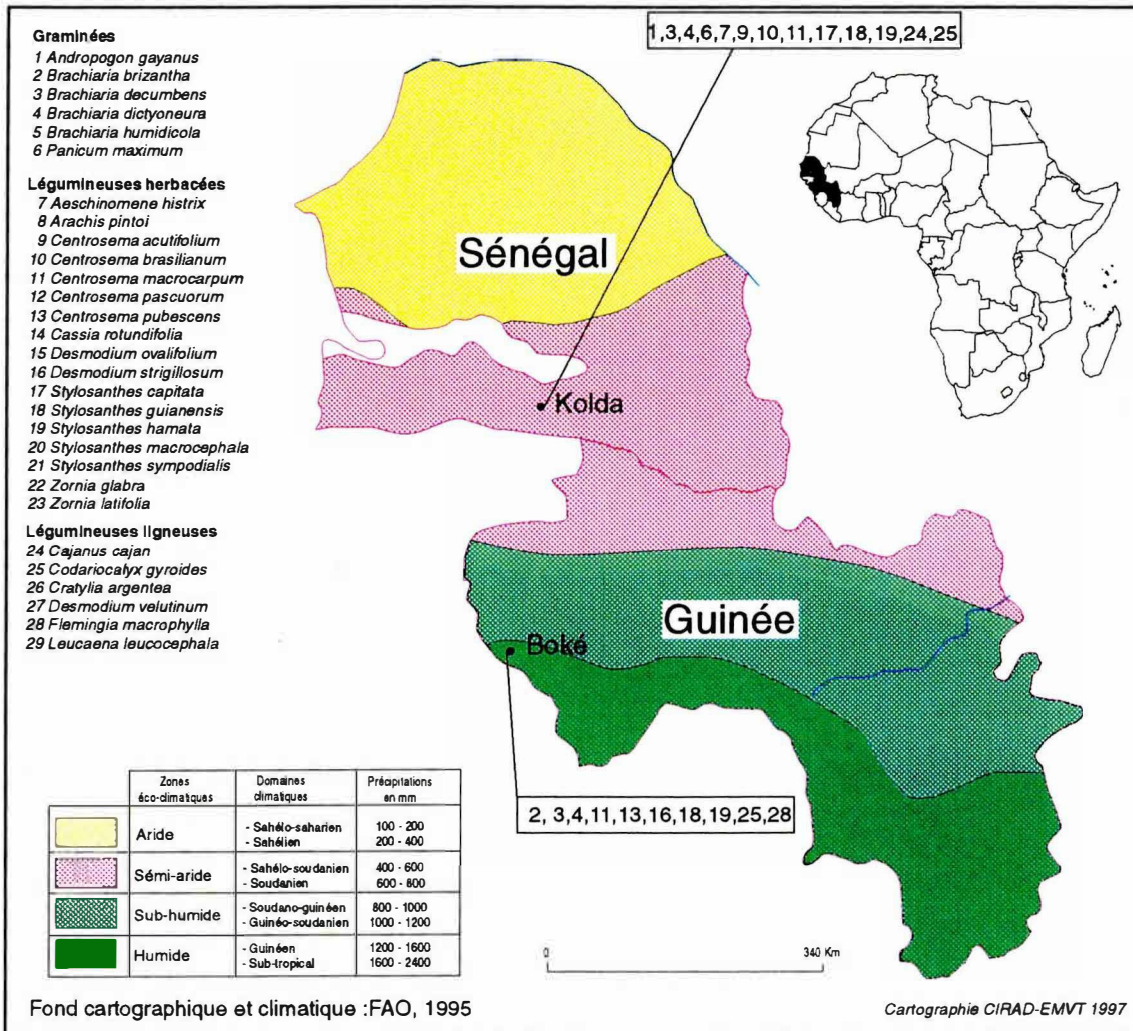 Graminées
1 Andropogon gayanus
2 Brachiaria brizantha
3 Brachiaria decumbens
4 Brachiaria dictyoneura
5 Brachiaria humidicola
6 Panicum maximum
Légumineuses herbacées
7 Aeschinomene histrix
8 Arachis pintoi
9 Centrosema acutifolium
10 Centrosema brasilianum
11 Centrosema macrocarpum
12 Centrosema pascuorum
13 Centrosema pubescens
14 Cassia rotundifolia
15 Desmodium ovalifolium
16 Desmodium strigillosum
17 Stylosanthes capitata
18 Stylosanthes guianensis
19 Stylosanthes hamata
20 Stylosanthes macrocephala
21 Stylosanthes sympodialis
22 Zornia glabra
23 Zornia latifolia
Légumineuses ligneuses
24 Cajanus cajan
25 Codariocalyx gyroides
26 Cratylia argentea
27 Desmodium velutinum
28 Flemingia macrophylla
29 Leucaena leucocephala
1,3,4,6,7,9,10,11,17,18,19,24,25
Sénégal
Kolda
Guinée
Boké
2, 3,4,11,13,16,18,19,25,28
Zones éco-climatiques Domaines climatiques Précipitations en mm
Aride - Sahélo-saharien 100 - 200
- Sahélien 200 - 400
Sémi-aride - Sahélo-soudanien 400 - 600
- Soudanien 600 - 800
Sub-humide - Soudano-guinéen 800 - 1000
- Guinéo-soudanien 1000 - 1200
Humide - Guinéen 1200 - 1600
- Sub-tropical 1600 - 2400
0 340 Km
Fond cartographique et climatique :FAO, 1995
Cartographie CIRAD-EMVT 1997